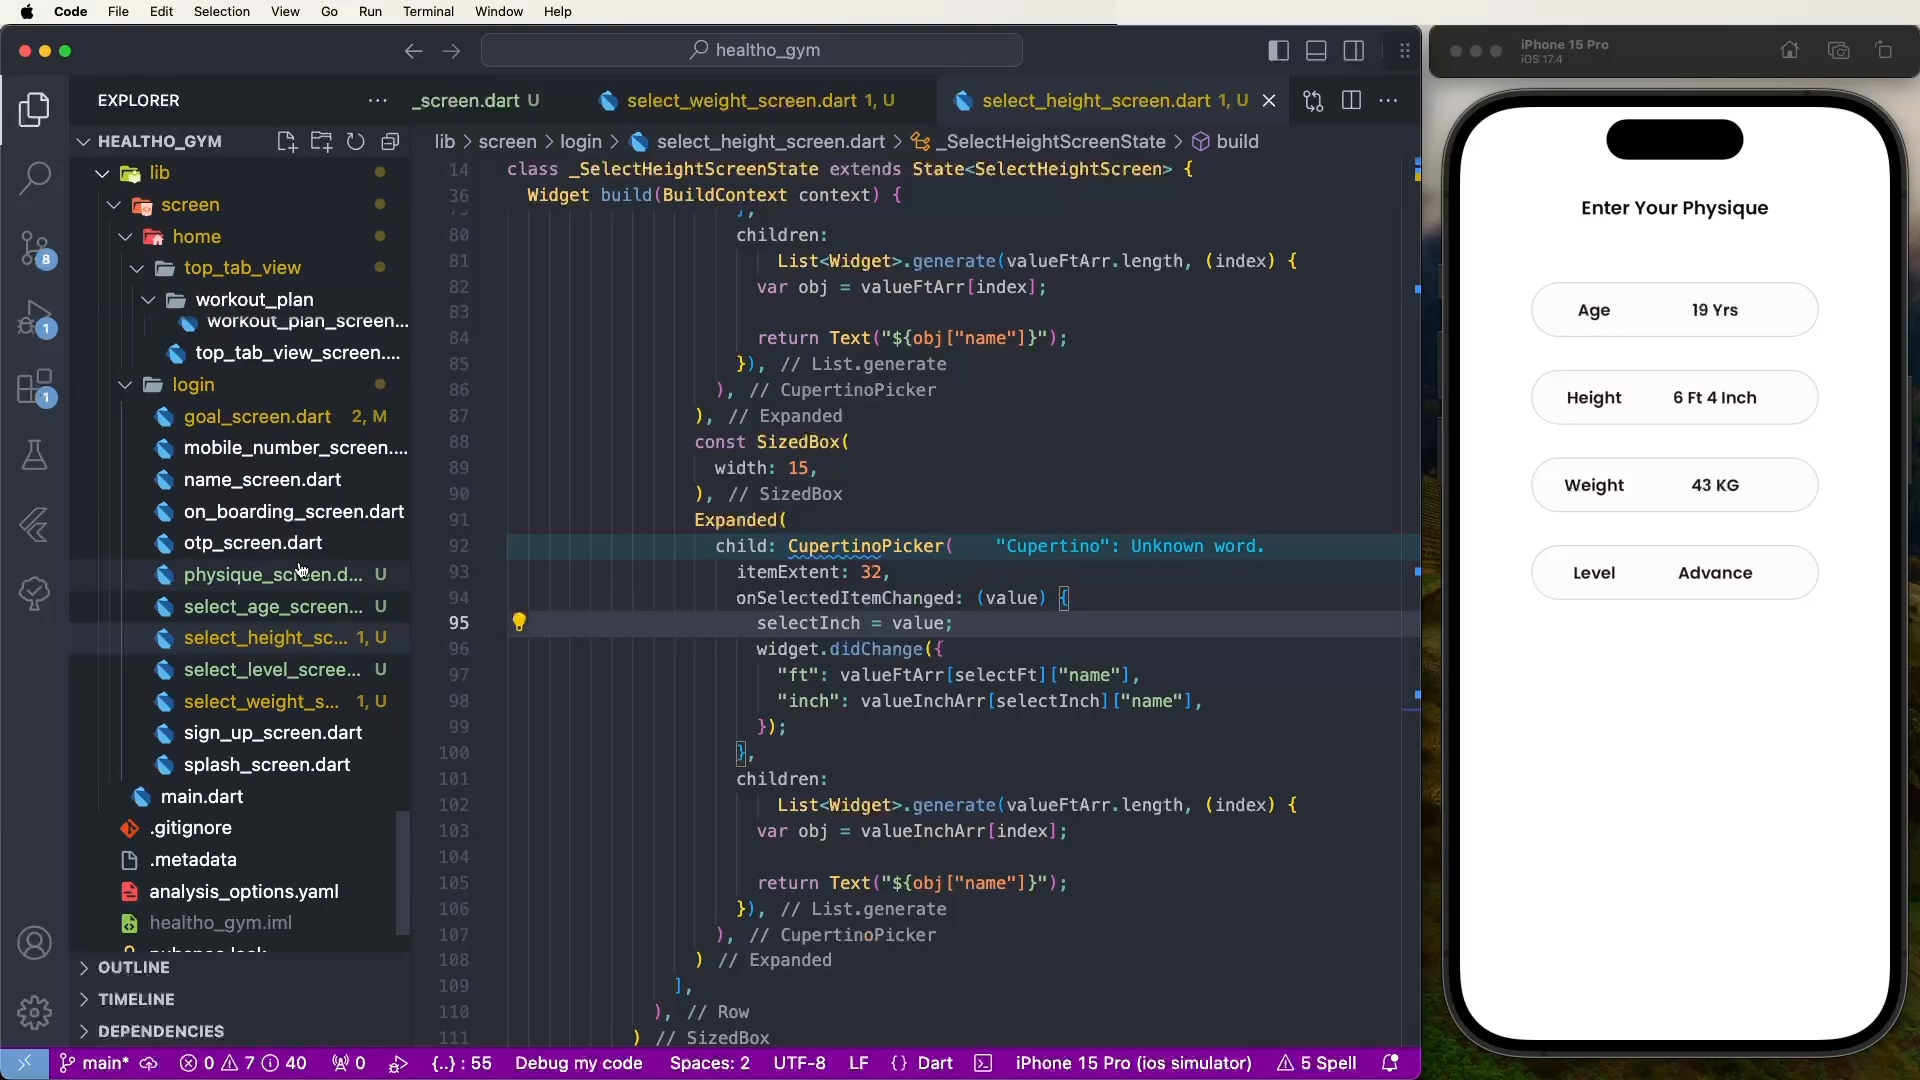 Code File Edit Selection View Go Run Terminal Window Help
healtho_gym
iPhone 15 Pro
iOS 17.4
EXPLORER
_screen.dart U
select_weight_screen.dart 1, U
select_height_screen.dart 1, U
HEALTHO_GYM
lib > screen > login > select_height_screen.dart > _SelectHeightScreenState > build
lib
screen
home
top_tab_view
workout_plan
workout_plan_screen...
top_tab_view_screen....
login
goal_screen.dart 2, M
mobile_number_screen....
name_screen.dart
on_boarding_screen.dart
otp_screen.dart
physique_screen.d... U
select_age_screen... U
select_height_sc... 1, U
select_level_scree... U
select_weight_s... 1, U
sign_up_screen.dart
splash_screen.dart
main.dart
.gitignore
.metadata
analysis_options.yaml
healtho_gym.iml
OUTLINE
TIMELINE
DEPENDENCIES
8
1
1
14 class _SelectHeightScreenState extends State<SelectHeightScreen> {
36 Widget build(BuildContext context) {
80 children:
81 List<Widget>.generate(valueFtArr.length, (index) {
82 var obj = valueFtArr[index];
83
84 return Text("${obj["name"]}");
85 }), // List.generate
86 ), // CupertinoPicker
87 ), // Expanded
88 const SizedBox(
89 width: 15,
90 ), // SizedBox
91 Expanded(
92 child: CupertinoPicker( "Cupertino": Unknown word.
93 itemExtent: 32,
94 onSelectedItemChanged: (value) {
95 selectInch = value;
96 widget.didChange({
97 "ft": valueFtArr[selectFt]["name"],
98 "inch": valueInchArr[selectInch]["name"],
99 });
100 },
101 children:
102 List<Widget>.generate(valueFtArr.length, (index) {
103 var obj = valueInchArr[index];
104
105 return Text("${obj["name"]}");
106 }), // List.generate
107 ), // CupertinoPicker
108 ) // Expanded
109 ],
110 ), // Row
111 ) // SizedBox
Enter Your Physique
Age 19 Yrs
Height 6 Ft 4 Inch
Weight 43 KG
Level Advance
main* 0 7 40 0 {..} : 55 Debug my code Spaces: 2 UTF-8 LF {} Dart iPhone 15 Pro (ios simulator) 5 Spell